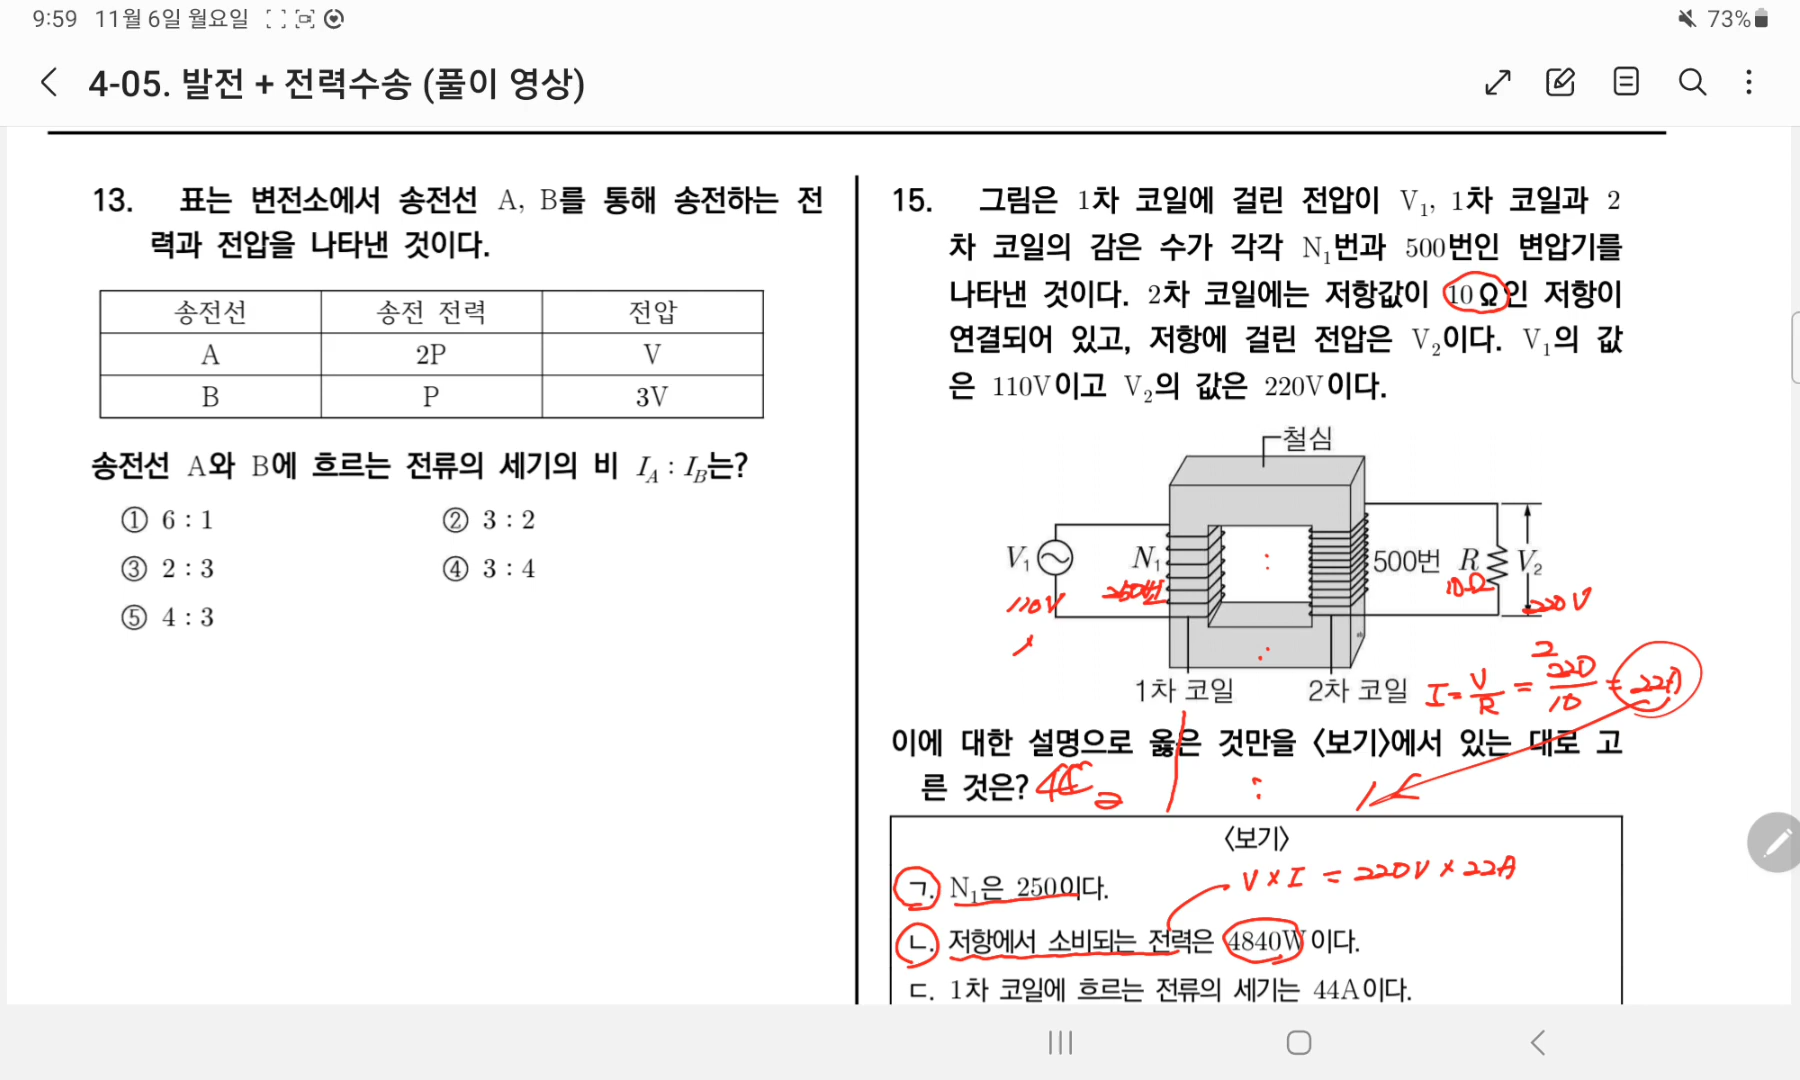 9:59 11월 6일 월요일
73%
4-05. 발전 + 전력수송 (풀이 영상)
13. 표는 변전소에서 송전선 A, B를 통해 송전하는 전
력과 전압을 나타낸 것이다.
송전선 송전 전력 전압
A 2P V
B P 3V
송전선 A와 B에 흐르는 전류의 세기의 비 I_A : I_B는?
① 6 : 1 ② 3 : 2
③ 2 : 3 ④ 3 : 4
⑤ 4 : 3
15. 그림은 1차 코일에 걸린 전압이 V₁, 1차 코일과 2
차 코일의 감은 수가 각각 N₁번과 500번인 변압기를
나타낸 것이다. 2차 코일에는 저항값이 10 Ω인 저항이
연결되어 있고, 저항에 걸린 전압은 V₂이다. V₁의 값
은 110V이고 V₂의 값은 220V이다.
철심
V₁ N₁ 500번 R V₂
110V 250번 10Ω 220V
1 : 2
1차 코일 2차 코일
I = V/R = 220/10 = 22A
이에 대한 설명으로 옳은 것만을 〈보기〉에서 있는 대로 고
른 것은?
〈보기〉
V × I = 220V × 22A
ㄱ. N₁은 250이다.
ㄴ. 저항에서 소비되는 전력은 4840W이다.
ㄷ. 1차 코일에 흐르는 전류의 세기는 44A이다.